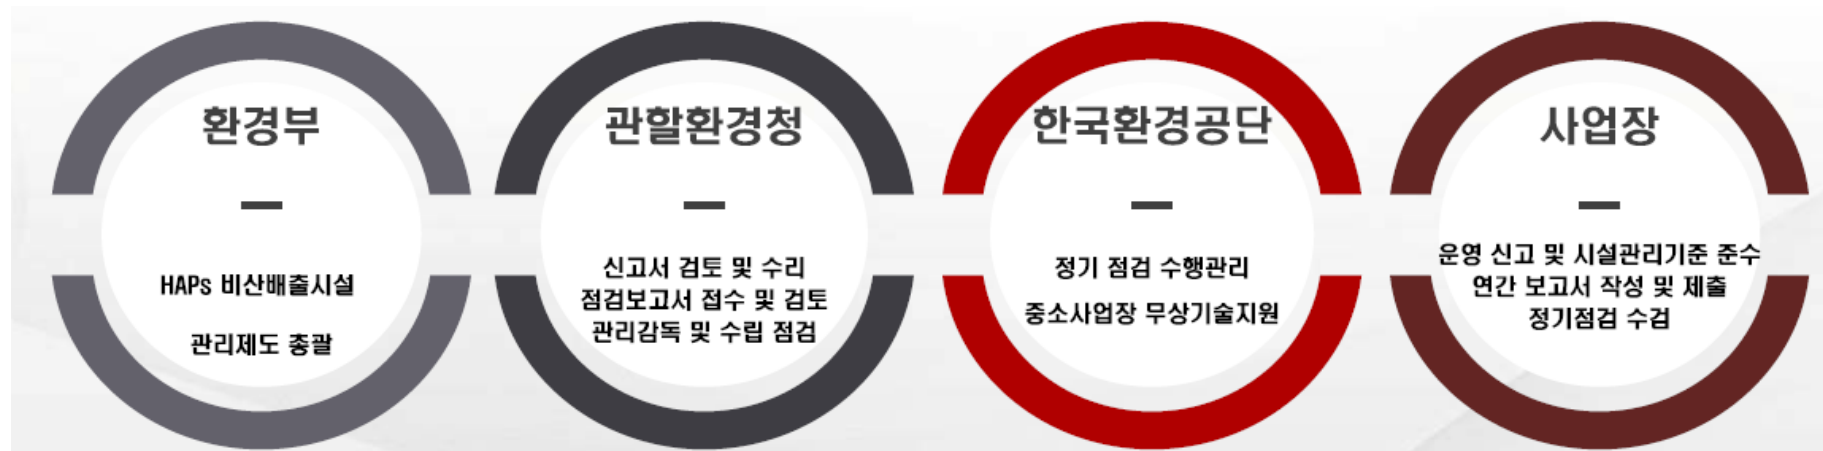 환경부
HAPs 비산배출시설
관리제도 총괄
관할환경청
신고서 검토 및 수리
점검보고서 접수 및 검토
관리감독 및 수립 점검
한국환경공단
정기 점검 수행관리
중소사업장 무상기술지원
사업장
운영 신고 및 시설관리기준 준수
연간 보고서 작성 및 제출
정기점검 수검